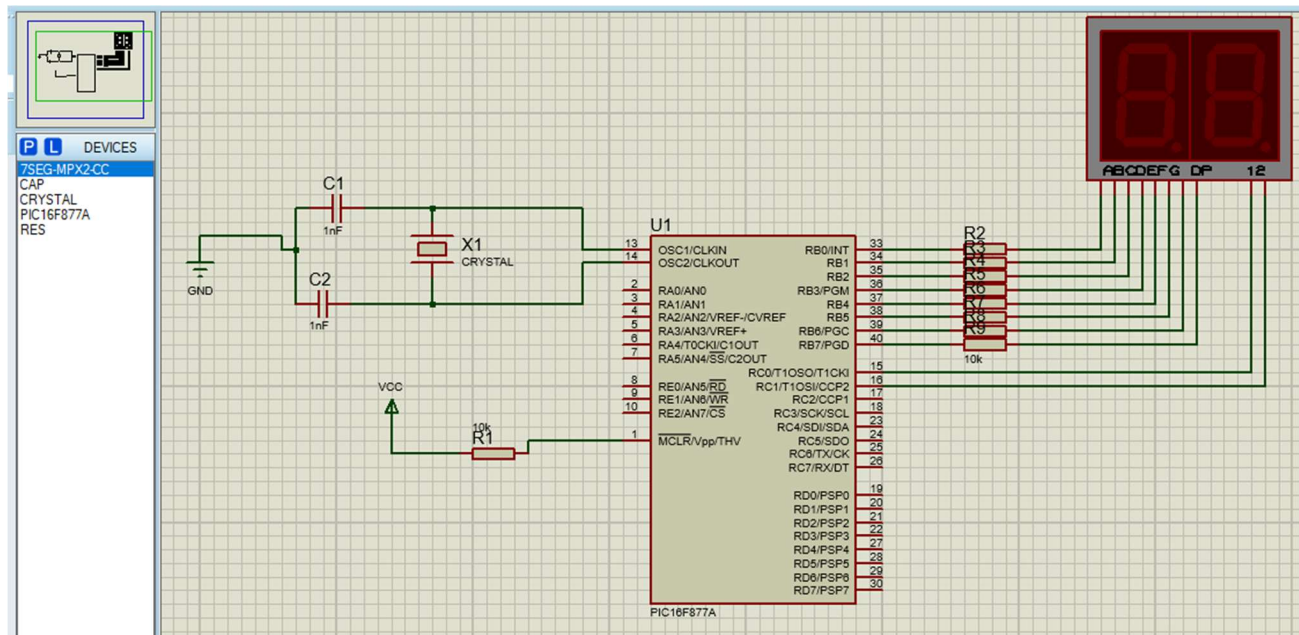 P L DEVICES
7SEG-MPX2-CC
CAP
CRYSTAL
PIC16F877A
RES
ABCDEFG DP 12
C1
1nF
X1
CRYSTAL
C2
1nF
GND
VCC
10k
R1
U1
13 OSC1/CLKIN
14 OSC2/CLKOUT
2 RA0/AN0
3 RA1/AN1
4 RA2/AN2/VREF-/CVREF
5 RA3/AN3/VREF+
6 RA4/T0CKI/C1OUT
7 RA5/AN4/SS/C2OUT
8 RE0/AN5/RD
9 RE1/AN6/WR
10 RE2/AN7/CS
1 MCLR/Vpp/THV
RB0/INT 33
RB1 34
RB2 35
RB3/PGM 36
RB4 37
RB5 38
RB6/PGC 39
RB7/PGD 40
RC0/T1OSO/T1CKI 15
RC1/T1OSI/CCP2 16
RC2/CCP1 17
RC3/SCK/SCL 18
RC4/SDI/SDA 23
RC5/SDO 24
RC6/TX/CK 25
RC7/RX/DT 26
RD0/PSP0 19
RD1/PSP1 20
RD2/PSP2 21
RD3/PSP3 22
RD4/PSP4 27
RD5/PSP5 28
RD6/PSP6 29
RD7/PSP7 30
PIC16F877A
R2
R3
R4
R5
R6
R7
R8
R9
10k